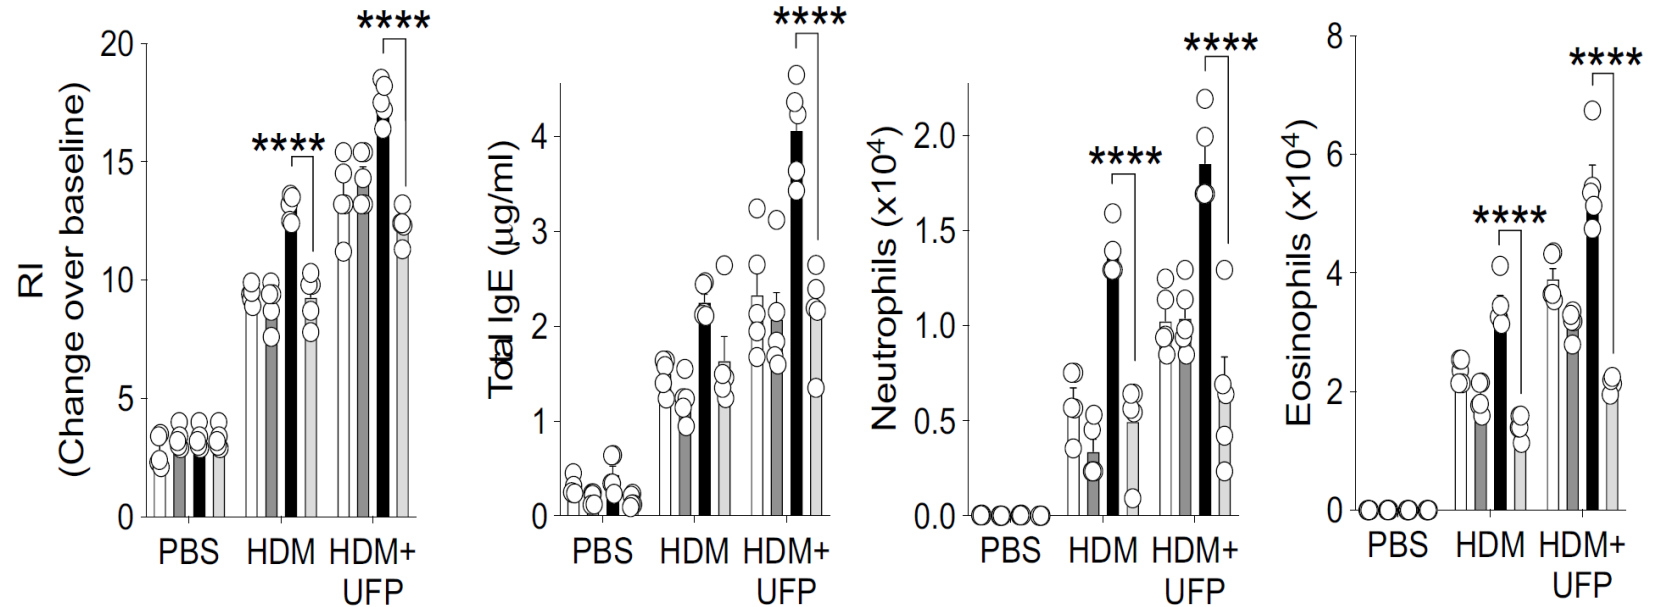 RI
(Change over baseline)
20
15
10
5
0
****
****
PBS
HDM
HDM+
UFP
Total IgE (μg/ml)
4
3
2
1
0
****
PBS
HDM
HDM+
UFP
Neutrophils (x10⁴)
2.0
1.5
1.0
0.5
0.0
****
****
PBS
HDM
HDM+
UFP
Eosinophils (x10⁴)
8
6
4
2
0
****
****
PBS
HDM
HDM+
UFP